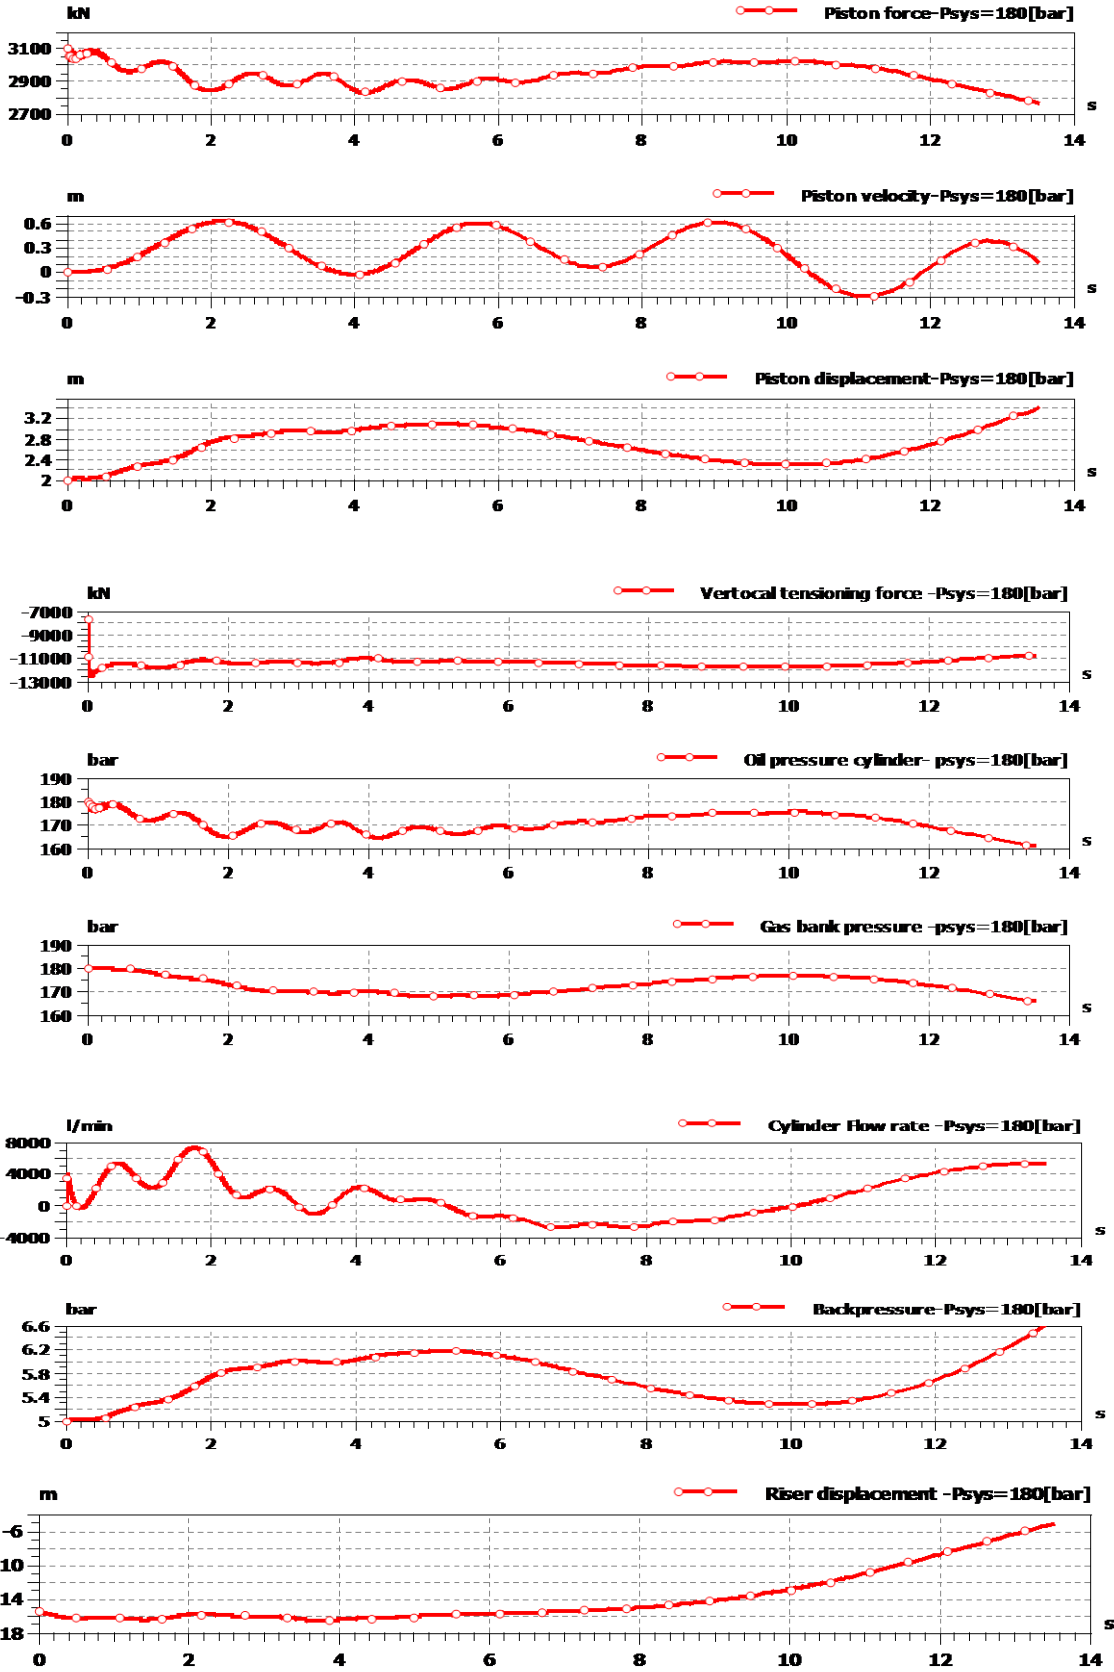 kN
Piston force-Psys=180[bar]
3100
2900
2700
s
0 2 4 6 8 10 12 14
m
Piston velocity-Psys=180[bar]
0.6
0.3
0
-0.3
s
0 2 4 6 8 10 12 14
m
Piston displacement-Psys=180[bar]
3.2
2.8
2.4
2
s
0 2 4 6 8 10 12 14
kN
Vertocal tensioning force -Psys=180[bar]
-7000
-9000
-11000
-13000
s
0 2 4 6 8 10 12 14
bar
Oil pressure cylinder- psys=180[bar]
190
180
170
160
s
0 2 4 6 8 10 12 14
bar
Gas bank pressure -psys=180[bar]
190
180
170
160
s
0 2 4 6 8 10 12 14
l/min
Cylinder Flow rate -Psys=180[bar]
8000
4000
0
-4000
s
0 2 4 6 8 10 12 14
bar
Backpressure-Psys=180[bar]
6.6
6.2
5.8
5.4
5
s
0 2 4 6 8 10 12 14
m
Riser displacement -Psys=180[bar]
-6
10
14
18
s
0 2 4 6 8 10 12 14